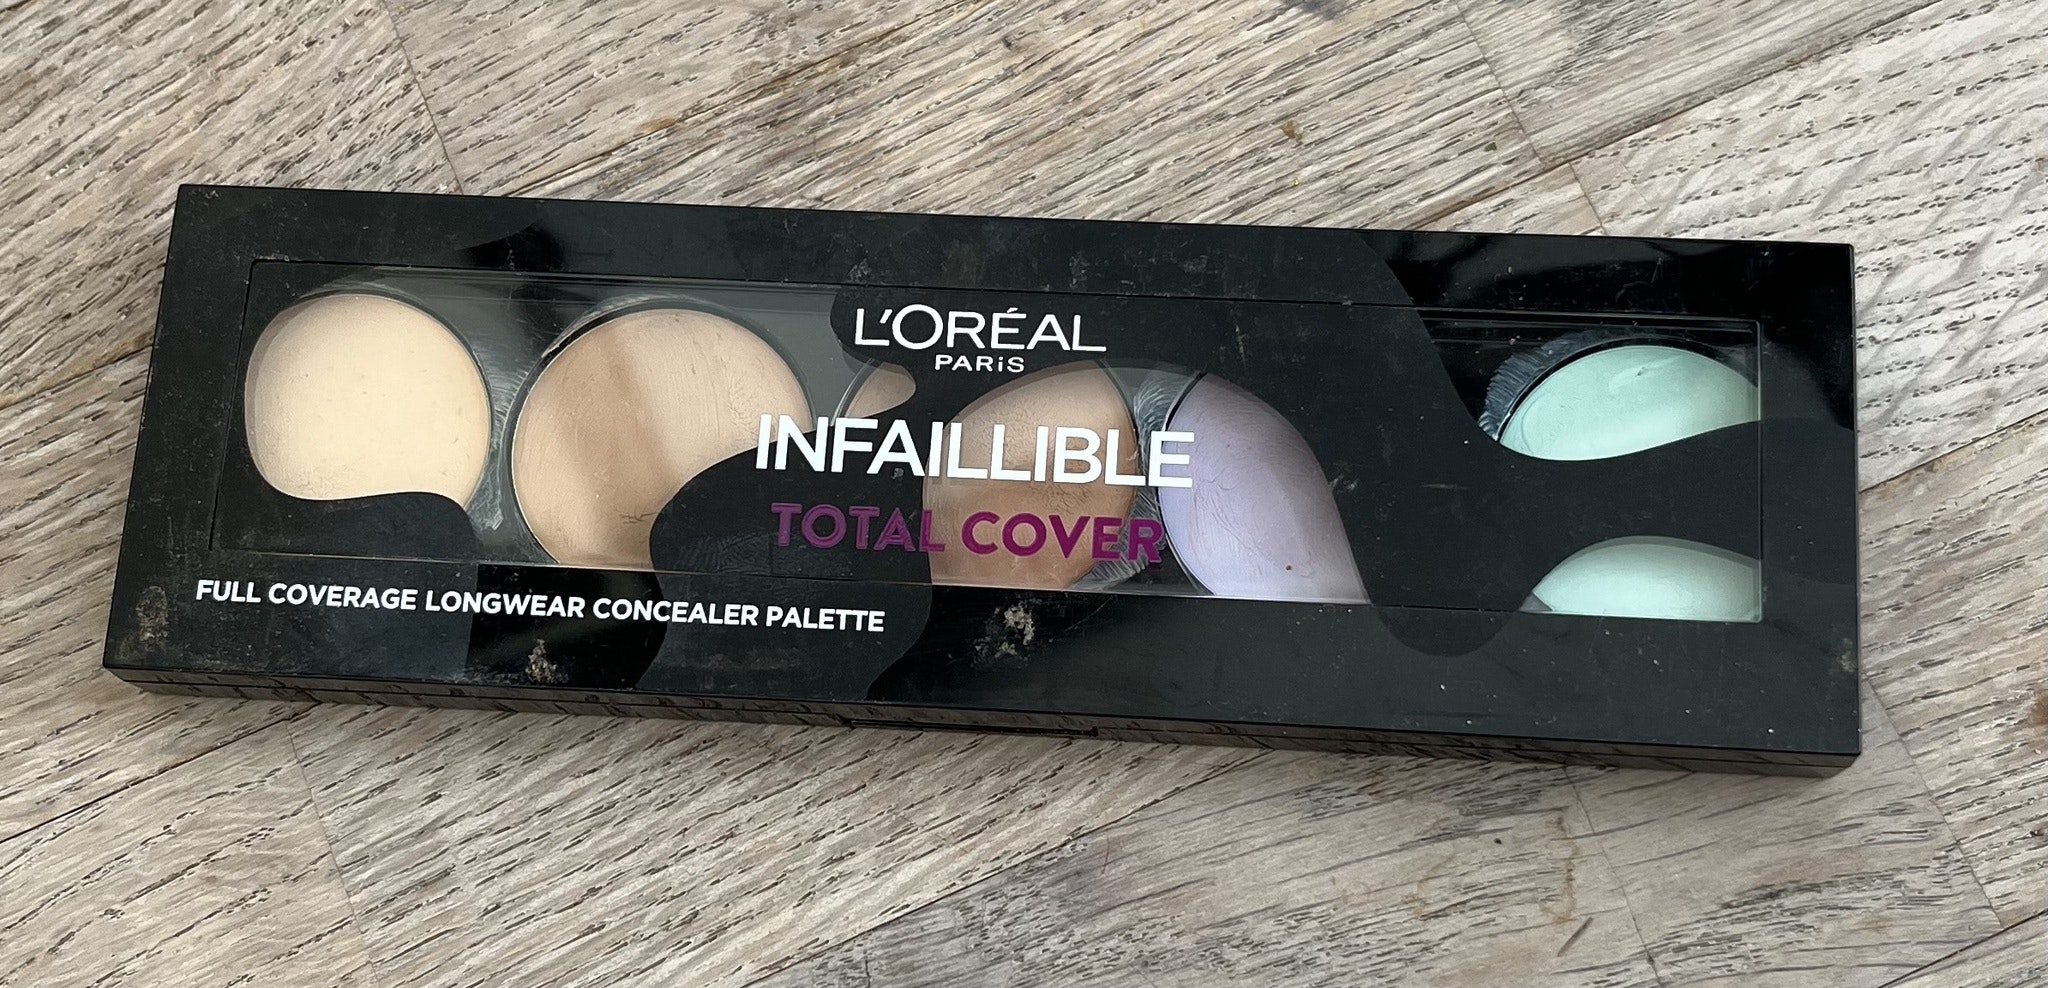 L'ORÉAL
PARiS
INFAILLIBLE
TOTAL COVER
FULL COVERAGE LONGWEAR CONCEALER PALETTE